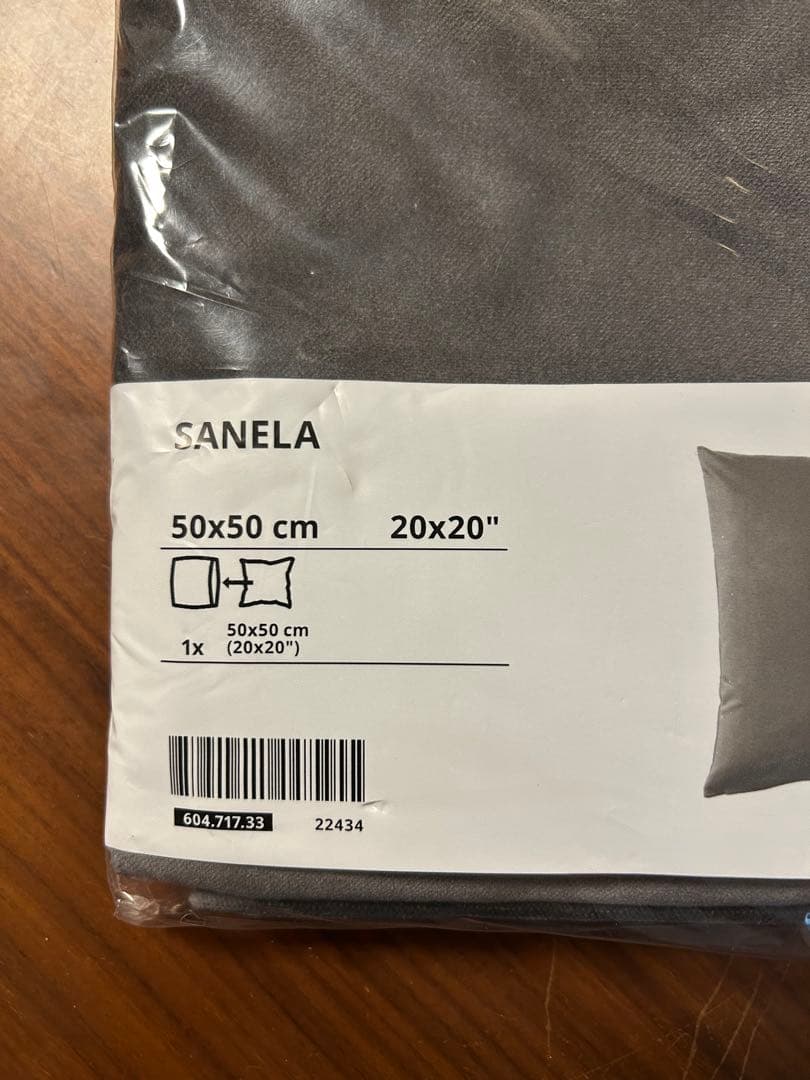 SANELA
50x50 cm 20x20"
50x50 cm
1x (20x20")
604.717.33 22434